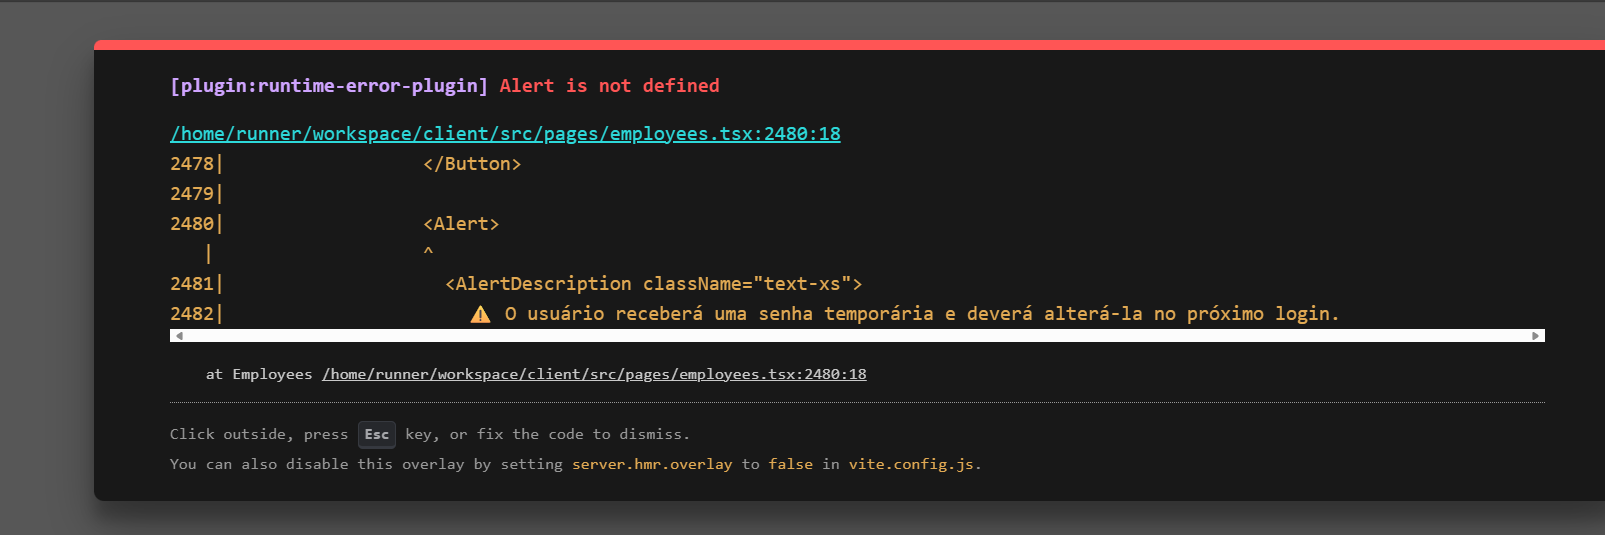 [plugin:runtime-error-plugin] Alert is not defined
/home/runner/workspace/client/src/pages/employees.tsx:2480:18
2478|                  </Button>
2479|
2480|                  <Alert>
   |                  ^
2481|                    <AlertDescription className="text-xs">
2482|                      ⚠️ O usuário receberá uma senha temporária e deverá alterá-la no próximo login.
at Employees /home/runner/workspace/client/src/pages/employees.tsx:2480:18
Click outside, press Esc key, or fix the code to dismiss.
You can also disable this overlay by setting server.hmr.overlay to false in vite.config.js.